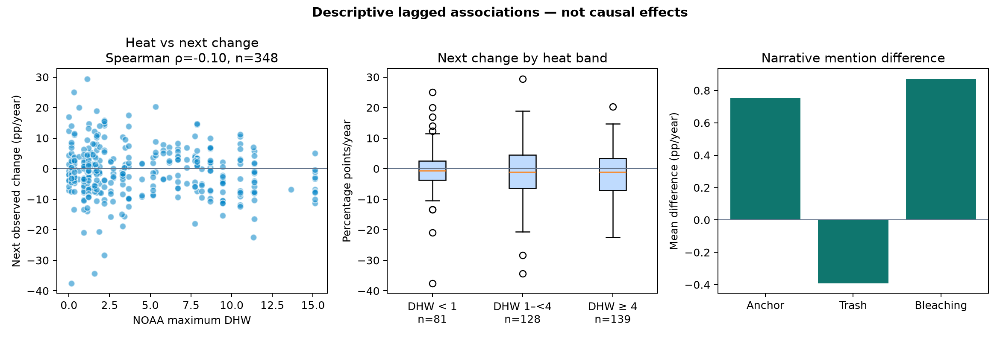 Descriptive lagged associations — not causal effects
Heat vs next change
Spearman ρ=-0.10, n=348
Next observed change (pp/year)
30
20
10
0
−10
−20
−30
−40
0.0 2.5 5.0 7.5 10.0 12.5 15.0
NOAA maximum DHW
Next change by heat band
Percentage points/year
30
20
10
0
−10
−20
−30
−40
DHW < 1
n=81
DHW 1–<4
n=128
DHW ≥ 4
n=139
Narrative mention difference
Mean difference (pp/year)
0.8
0.6
0.4
0.2
0.0
−0.2
−0.4
Anchor Trash Bleaching